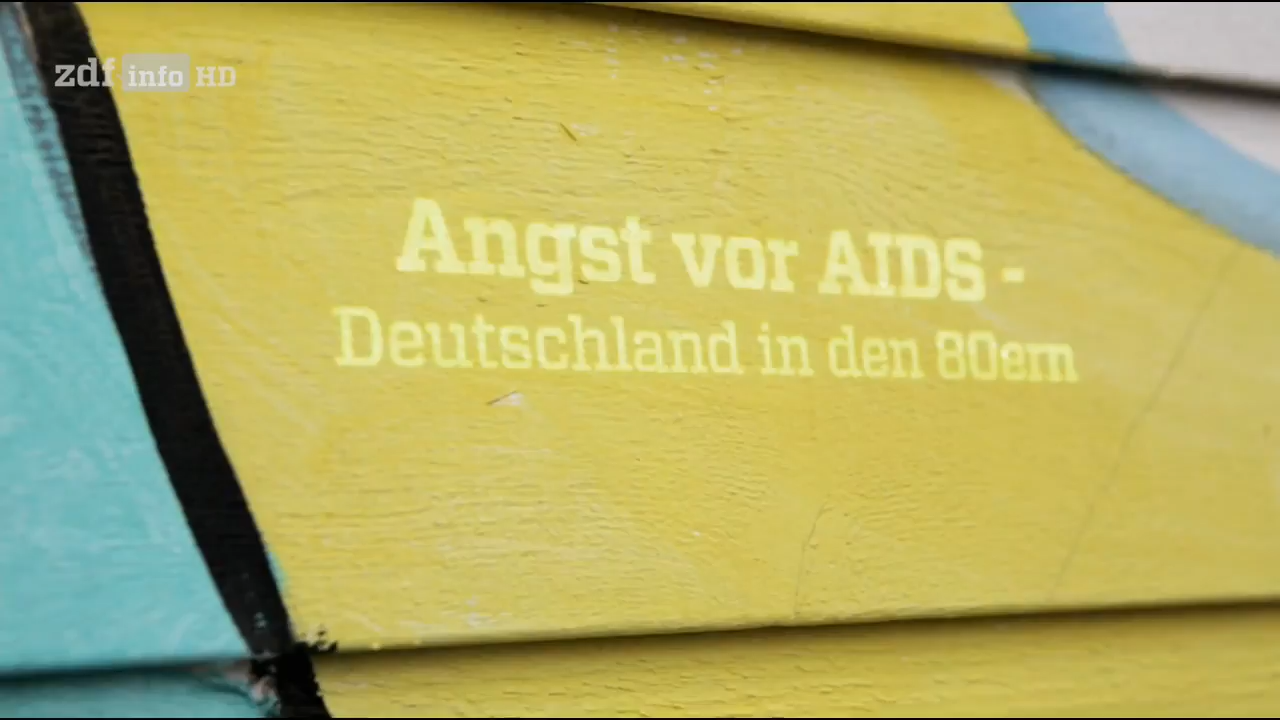 zdf info HD
Angst vor AIDS -
Deutschland in den 80ern